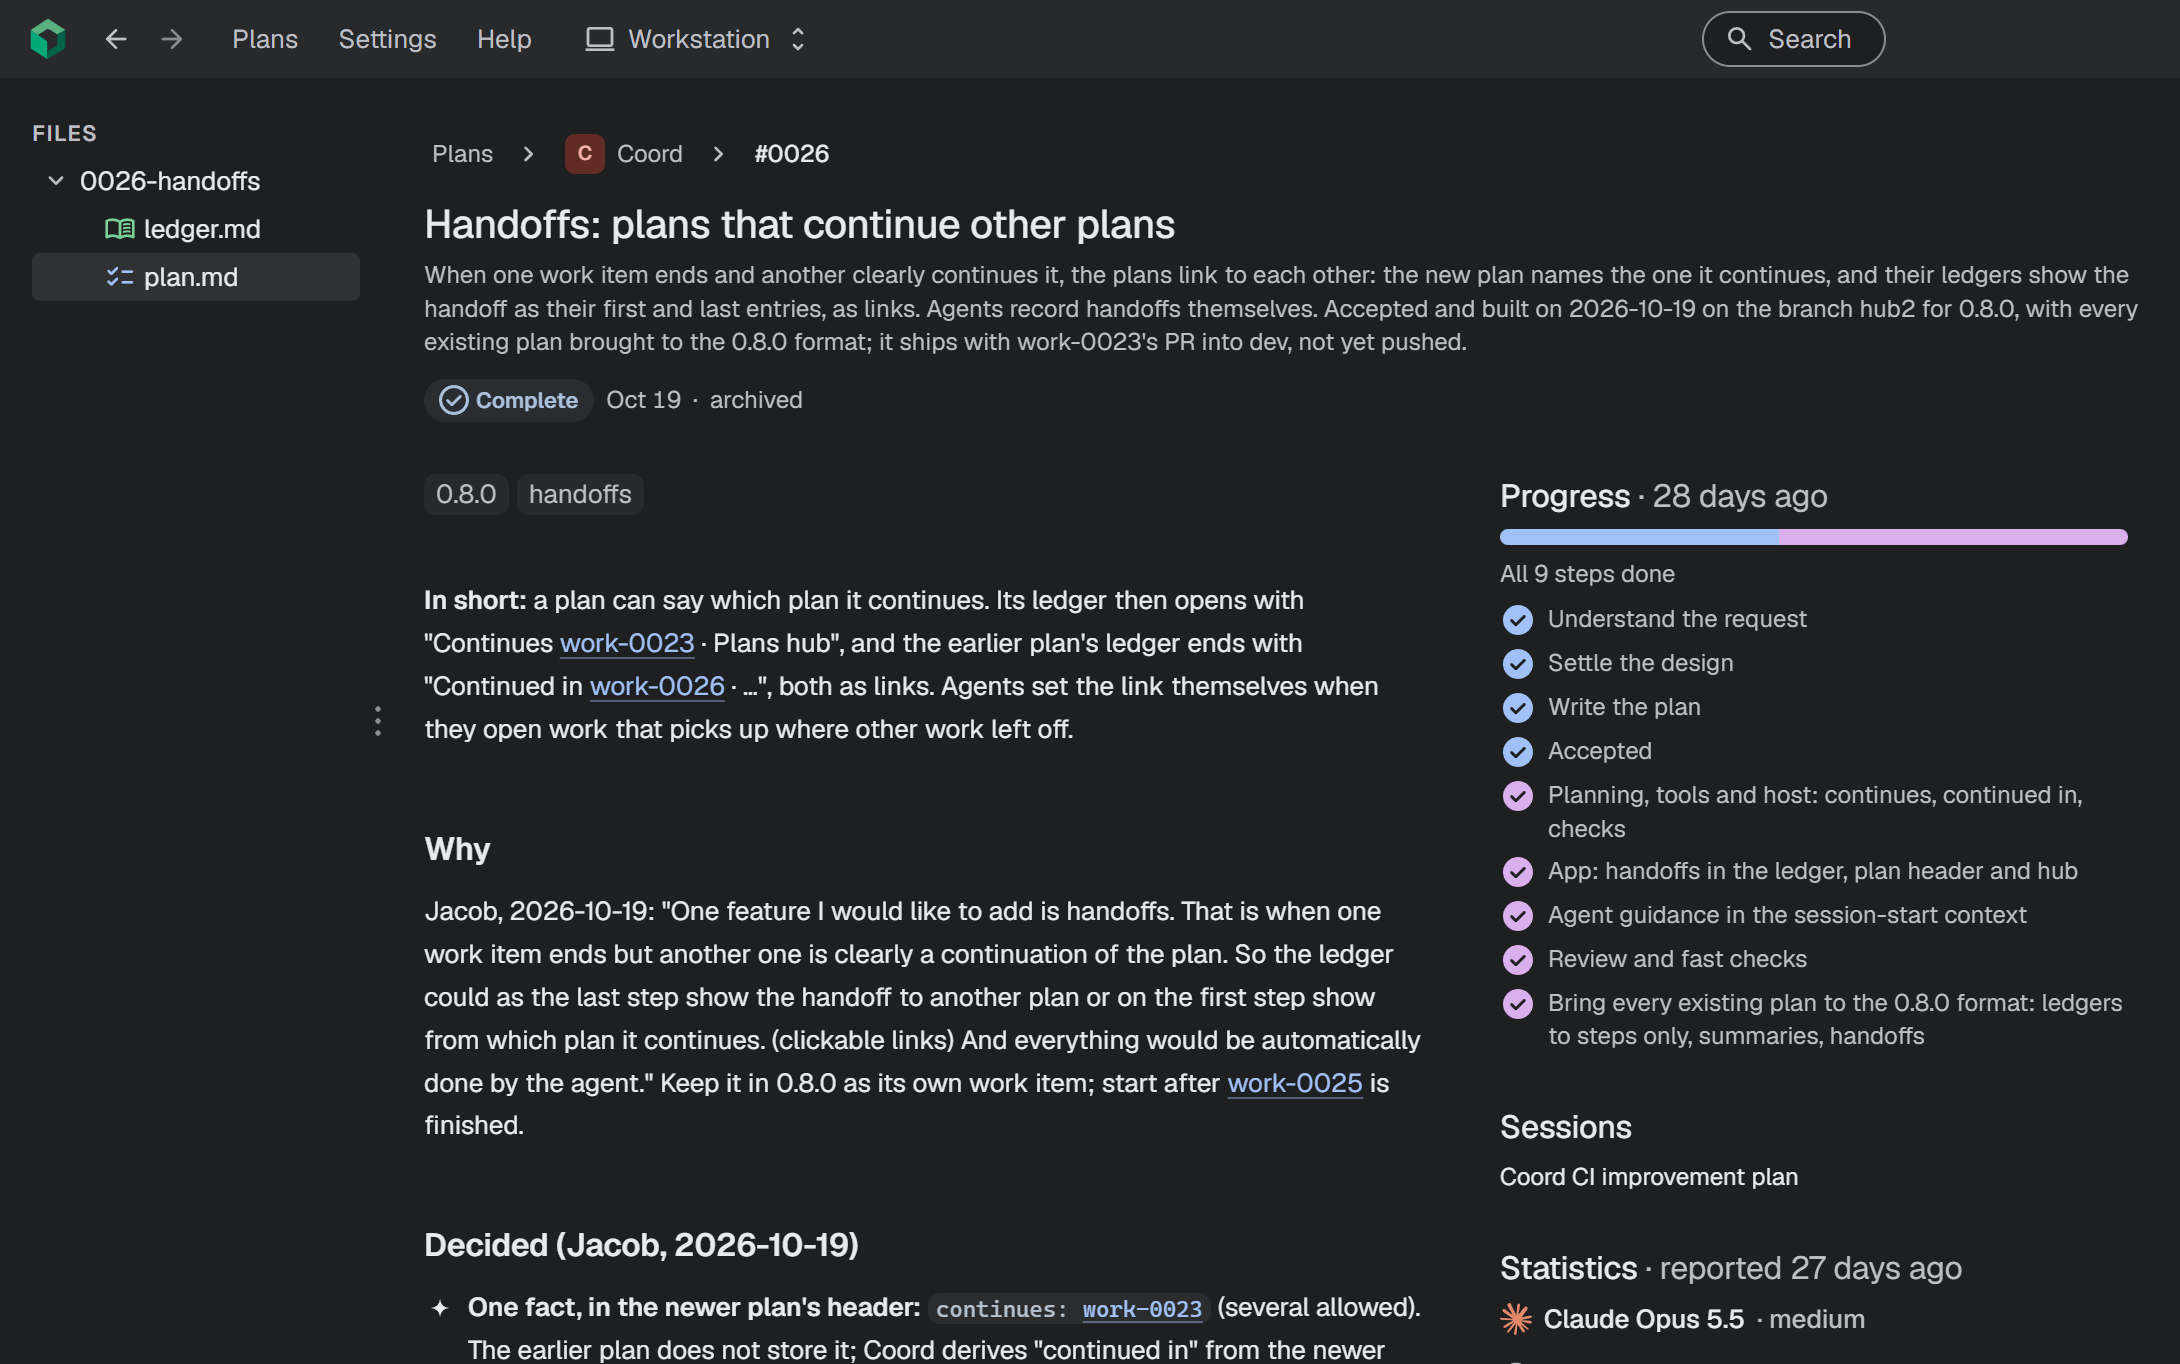 Plans Settings Help Workstation Search
FILES
0026-handoffs
ledger.md
plan.md
Plans > C Coord > #0026
Handoffs: plans that continue other plans
When one work item ends and another clearly continues it, the plans link to each other: the new plan names the one it continues, and their ledgers show the
handoff as their first and last entries, as links. Agents record handoffs themselves. Accepted and built on 2026-10-19 on the branch hub2 for 0.8.0, with every
existing plan brought to the 0.8.0 format; it ships with work-0023's PR into dev, not yet pushed.
Complete Oct 19 · archived
0.8.0 handoffs
In short: a plan can say which plan it continues. Its ledger then opens with
"Continues work-0023 · Plans hub", and the earlier plan's ledger ends with
"Continued in work-0026 · ...", both as links. Agents set the link themselves when
they open work that picks up where other work left off.
Why
Jacob, 2026-10-19: "One feature I would like to add is handoffs. That is when one
work item ends but another one is clearly a continuation of the plan. So the ledger
could as the last step show the handoff to another plan or on the first step show
from which plan it continues. (clickable links) And everything would be automatically
done by the agent." Keep it in 0.8.0 as its own work item; start after work-0025 is
finished.
Decided (Jacob, 2026-10-19)
One fact, in the newer plan's header: continues: work-0023 (several allowed).
The earlier plan does not store it; Coord derives "continued in" from the newer
Progress · 28 days ago
All 9 steps done
Understand the request
Settle the design
Write the plan
Accepted
Planning, tools and host: continues, continued in,
checks
App: handoffs in the ledger, plan header and hub
Agent guidance in the session-start context
Review and fast checks
Bring every existing plan to the 0.8.0 format: ledgers
to steps only, summaries, handoffs
Sessions
Coord CI improvement plan
Statistics · reported 27 days ago
Claude Opus 5.5 · medium